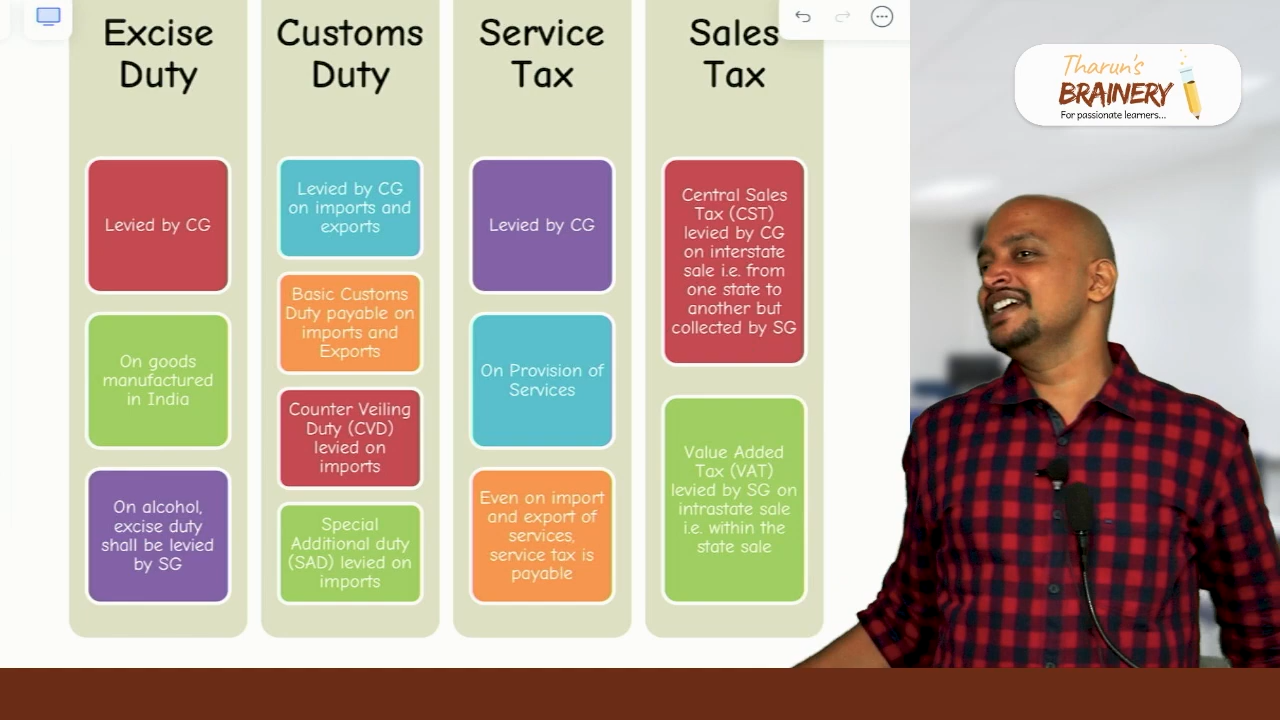 Excise
Duty
Levied by CG
On goods
manufactured
in India
On alcohol,
excise duty
shall be levied
by SG
Customs
Duty
Levied by CG
on imports and
exports
Basic Customs
Duty payable on
imports and
Exports
Counter Veiling
Duty (CVD)
levied on
imports
Special
Additional duty
(SAD) levied on
imports
Service
Tax
Levied by CG
On Provision of
Services
Even on import
and export of
services,
service tax is
payable
Sales
Tax
Central Sales
Tax (CST)
levied by CG
on interstate
sale i.e. from
one state to
another but
collected by SG
Value Added
Tax (VAT)
levied by SG on
intrastate sale
i.e. within the
state sale
Tharun's
BRAINERY
For passionate learners...